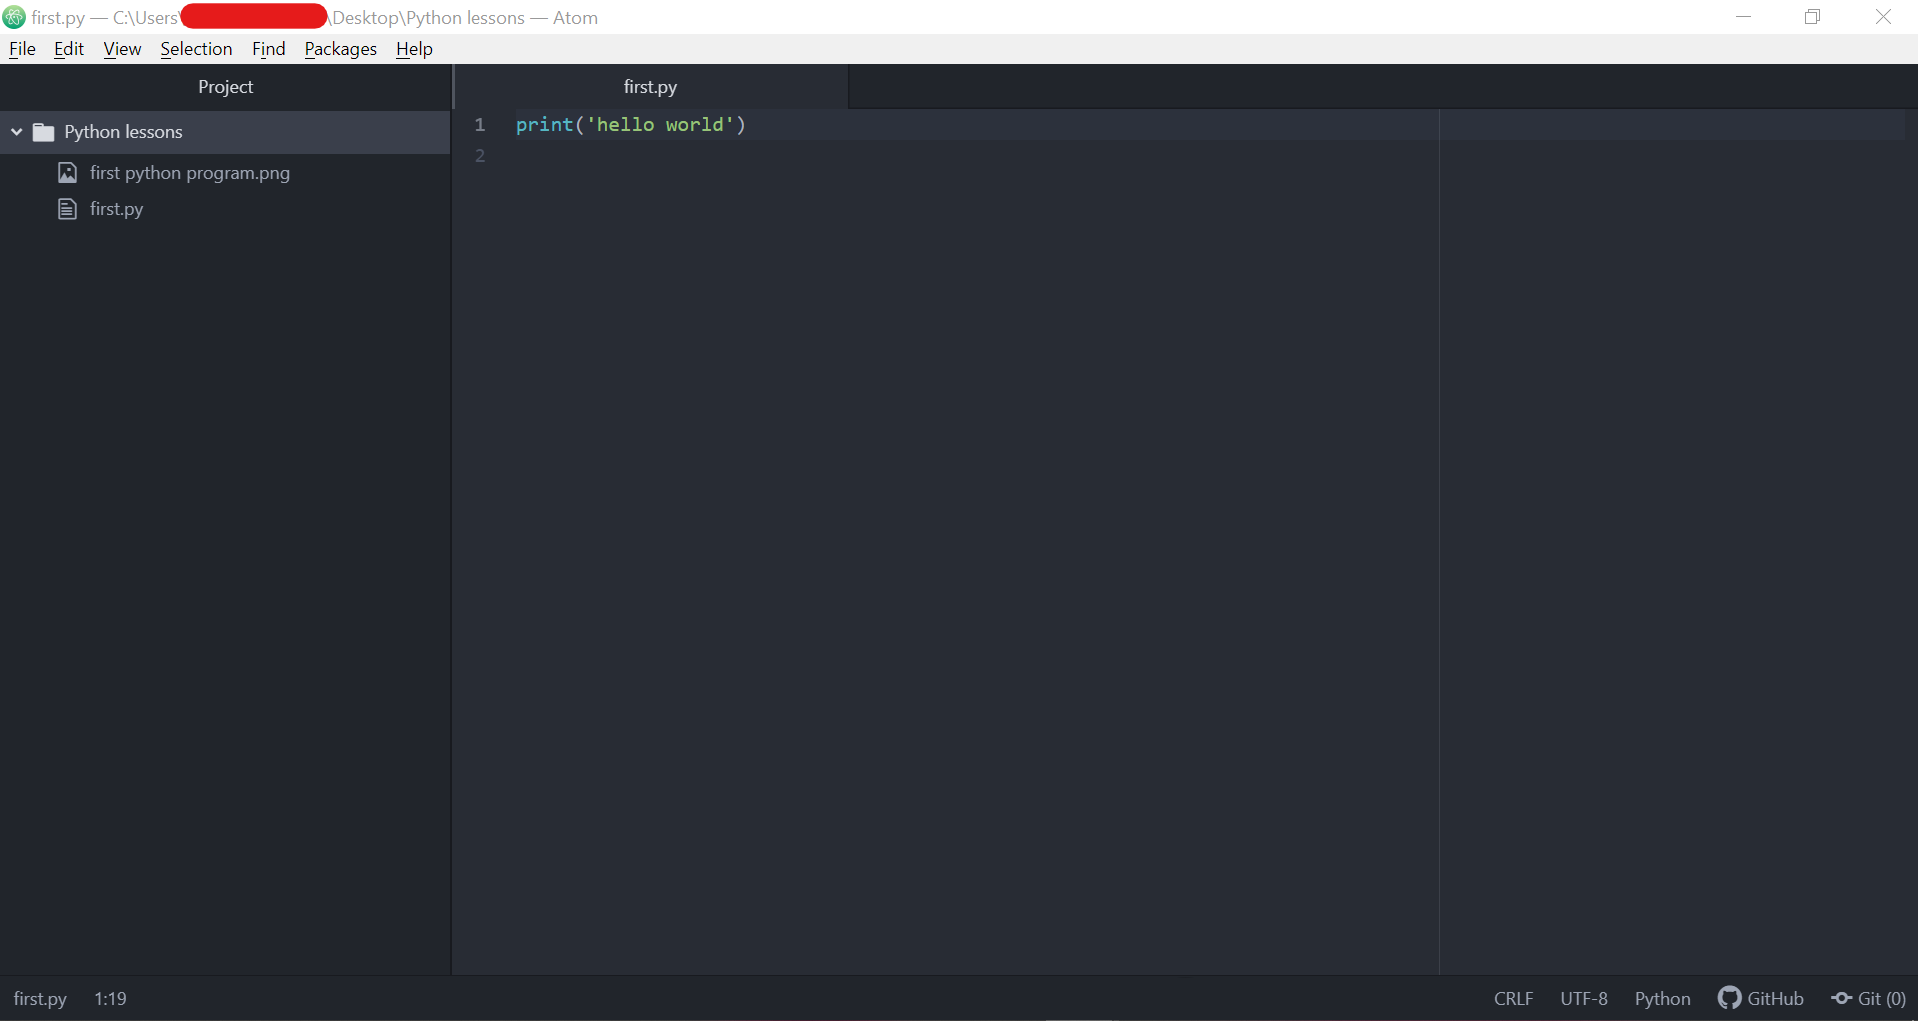 first.py — C:\Users\ \Desktop\Python lessons — Atom
File Edit View Selection Find Packages Help
Project
first.py
Python lessons
first python program.png
first.py
1 print('hello world')
2
first.py 1:19 CRLF UTF-8 Python GitHub Git (0)